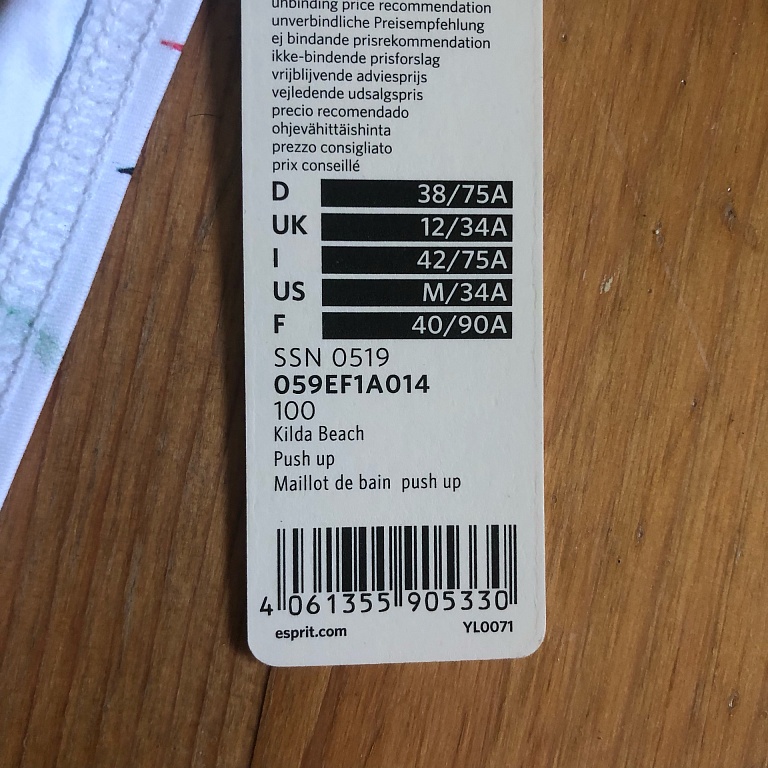 unbinding price recommendation
unverbindliche Preisempfehlung
ej bindande prisrekommendation
ikke-bindende prisforslag
vrijblijvende adviesprijs
vejledende udsalgspris
precio recomendado
ohjevähittäishinta
prezzo consigliato
prix conseillé
D 38/75A
UK 12/34A
I 42/75A
US M/34A
F 40/90A
SSN 0519
059EF1A014
100
Kilda Beach
Push up
Maillot de bain push up
4 061355 905330
esprit.com YL0071